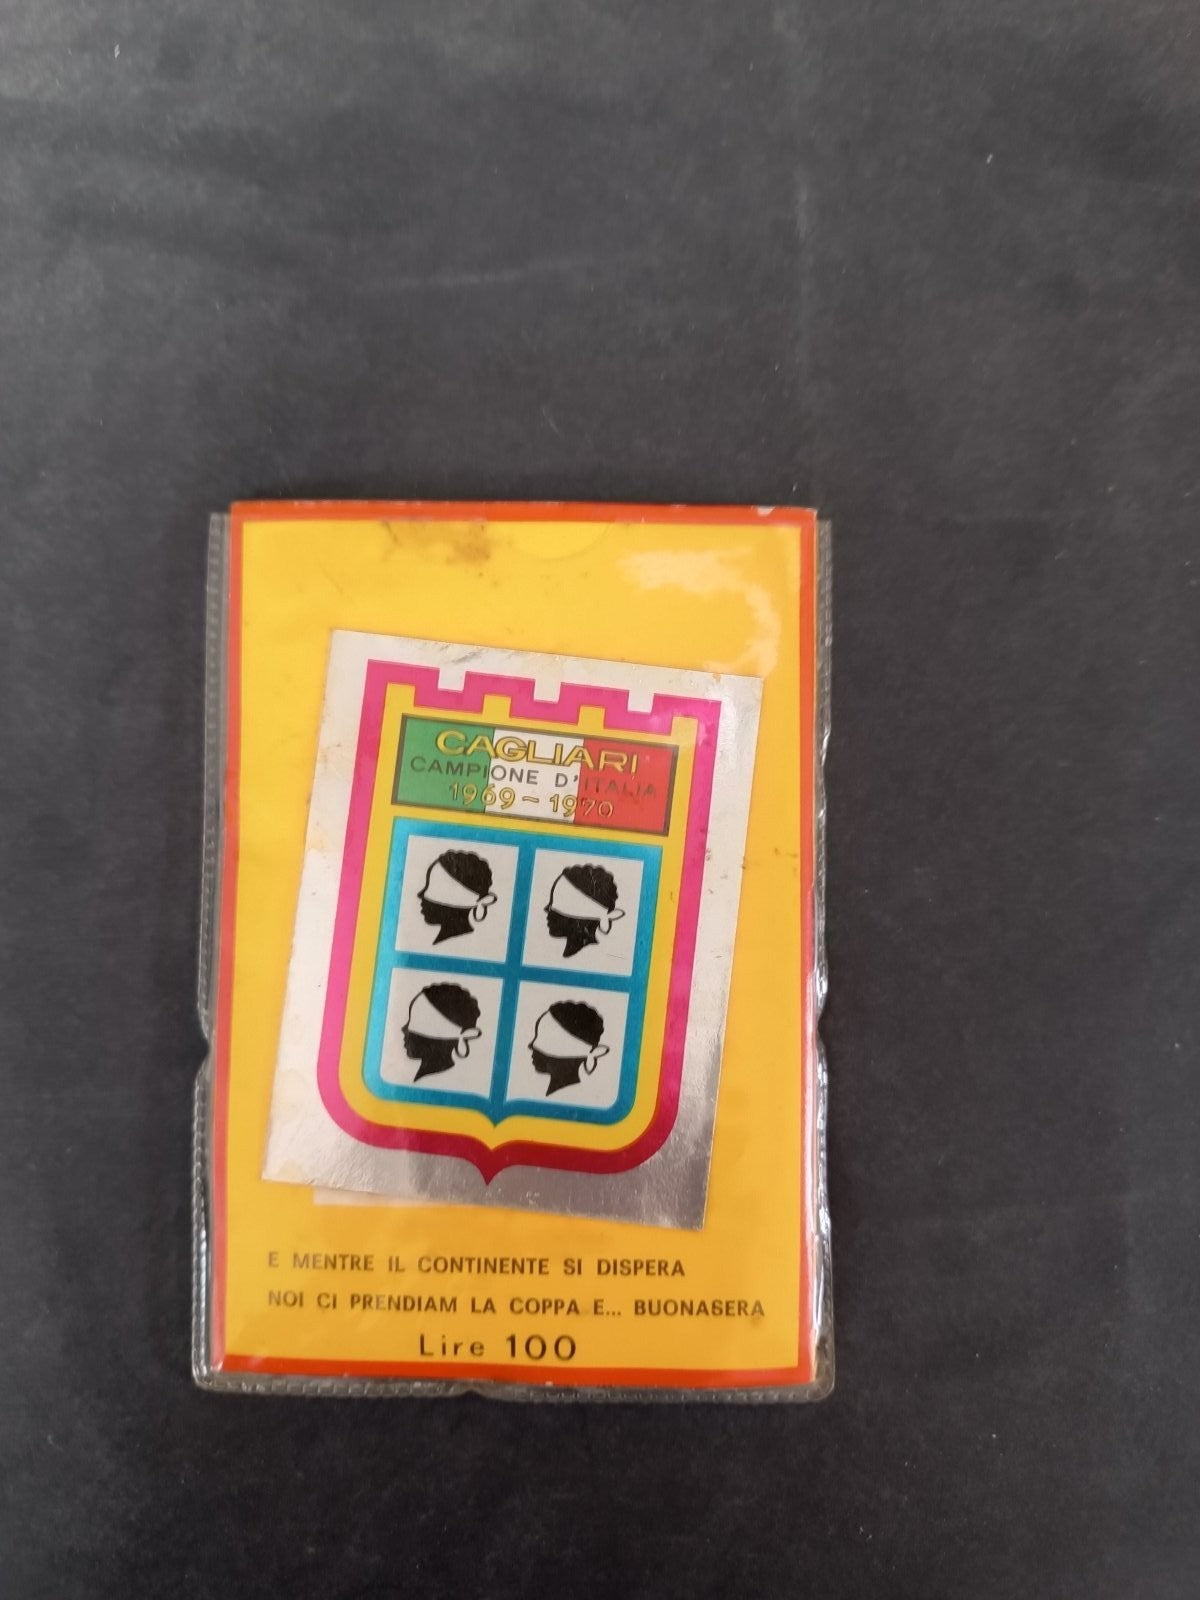 CAGLIARI
CAMPIONE D'ITALIA
1969-1970
E MENTRE IL CONTINENTE SI DISPERA
NOI CI PRENDIAM LA COPPA E... BUONASERA
Lire 100